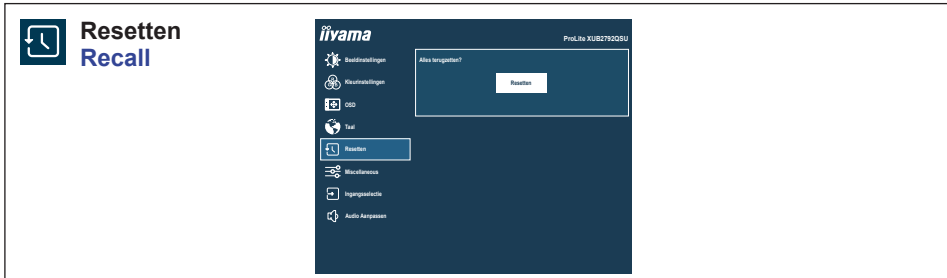 Resetten
Recall
iiyama
ProLite XUB2792QSU
Beeldinstellingen
Kleurinstellingen
OSD
Taal
Resetten
Miscellaneous
Ingangsselectie
Audio Aanpassen
Alles terugzetten?
Resetten